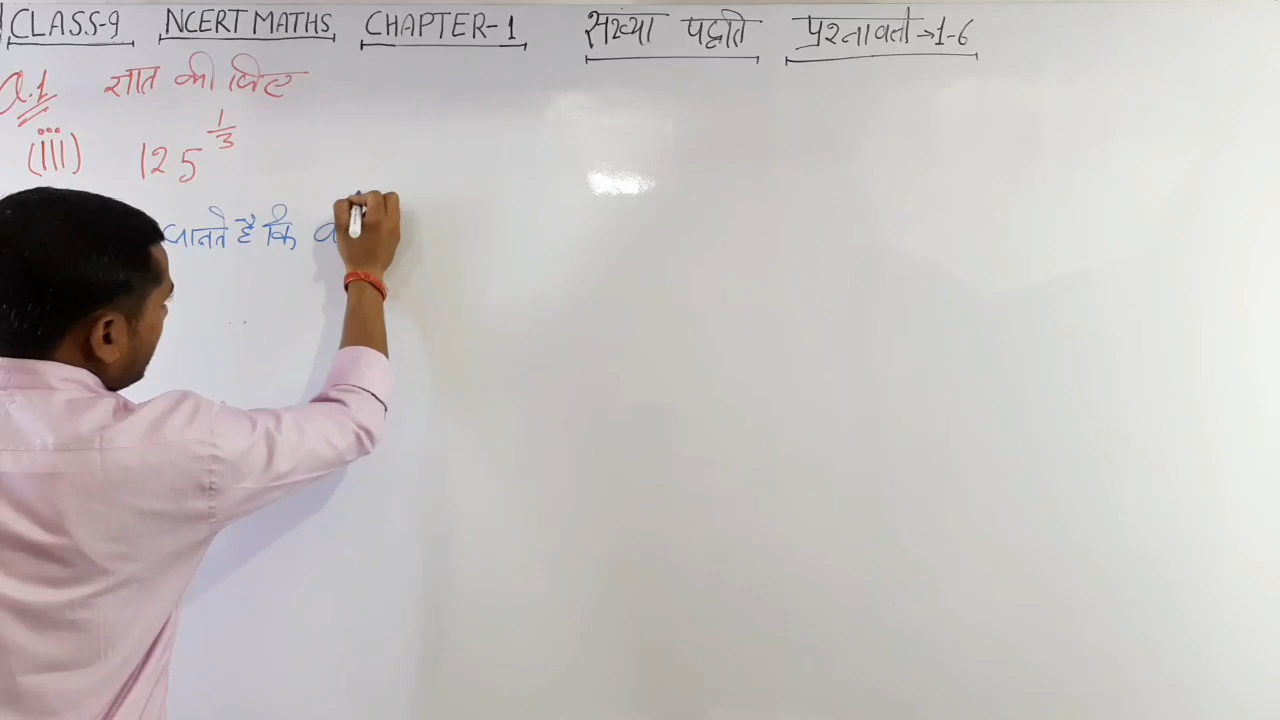 CLASS-9 NCERT MATHS CHAPTER-1 संख्या पद्धति प्रश्नावली→1-6
Q.1 ज्ञात कीजिए
(iii) 125^1/3
जानते है कि